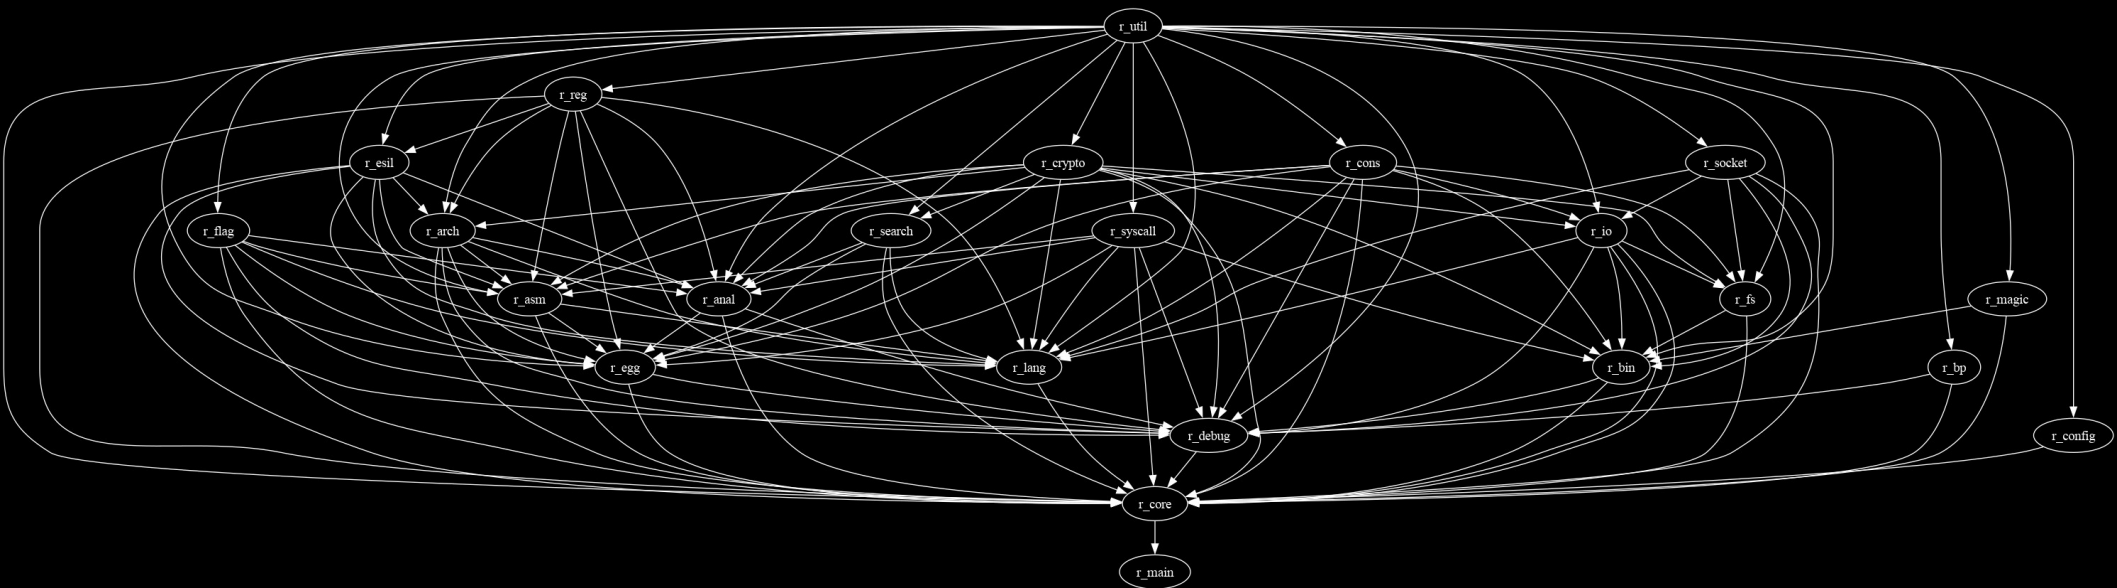 r_util
r_reg
r_esil
r_crypto
r_cons
r_socket
r_flag
r_arch
r_search
r_syscall
r_io
r_asm
r_anal
r_fs
r_magic
r_egg
r_lang
r_bin
r_bp
r_debug
r_config
r_core
r_main